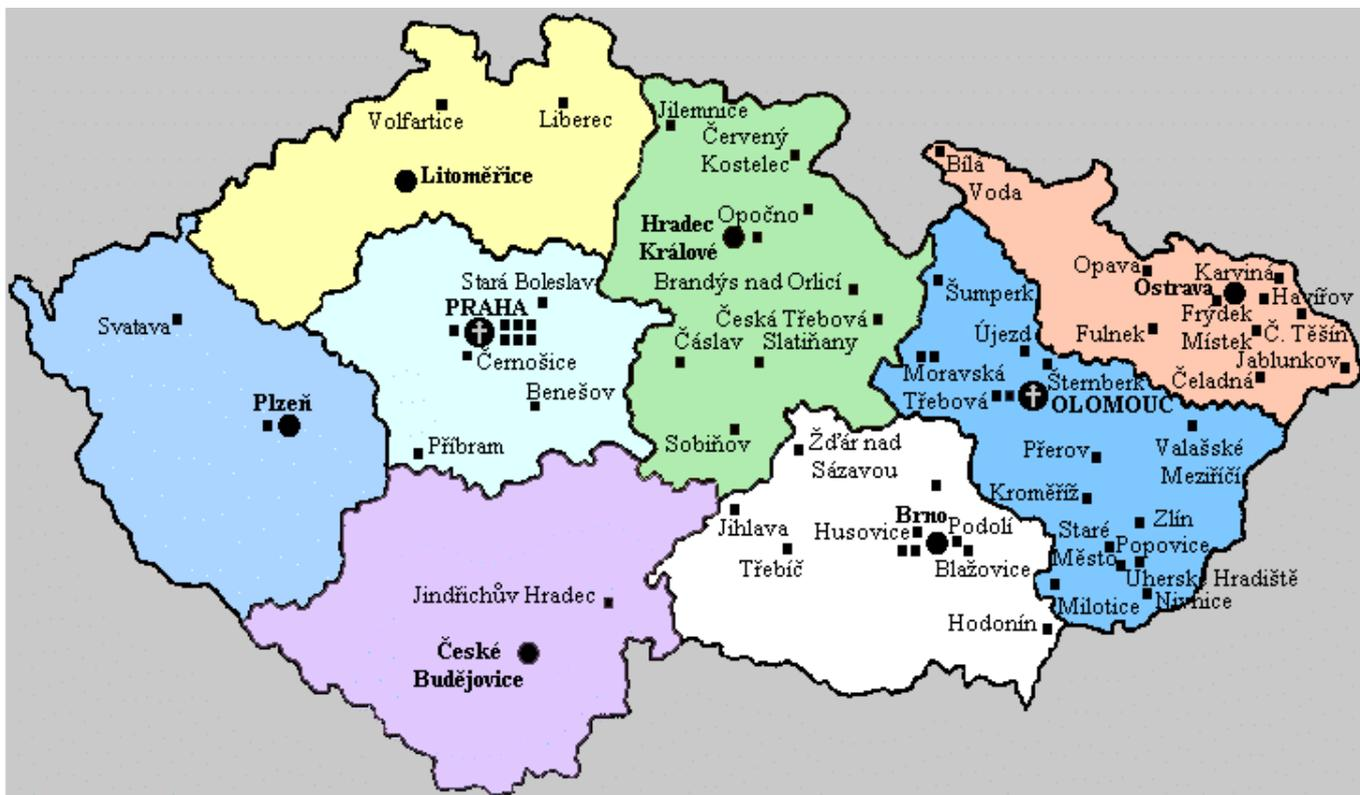 Volfartice
Liberec
Litoměřice
Jilemnice
Červený
Kostelec
Opočno
Hradec
Králové
Brandýs nad Orlicí
Česká Třebová
Čáslav
Slatiňany
Sobiňov
Bílá
Voda
Opava
Karviná
Ostrava
Havířov
Frýdek
Místek
Č. Těšín
Fulnek
Jablunkov
Čeladná
Stará Boleslav
PRAHA
Černošice
Benešov
Příbram
Svatava
Plzeň
Šumperk
Újezd
Moravská
Třebová
Šternberk
OLOMOUC
Přerov
Valašské
Meziříčí
Kroměříž
Zlín
Staré
Město
Popovice
Uherské Hradiště
Nivnice
Milotice
Žďár nad
Sázavou
Jihlava
Třebíč
Husovice
Brno
Podolí
Blažovice
Hodonín
Jindřichův Hradec
České
Budějovice